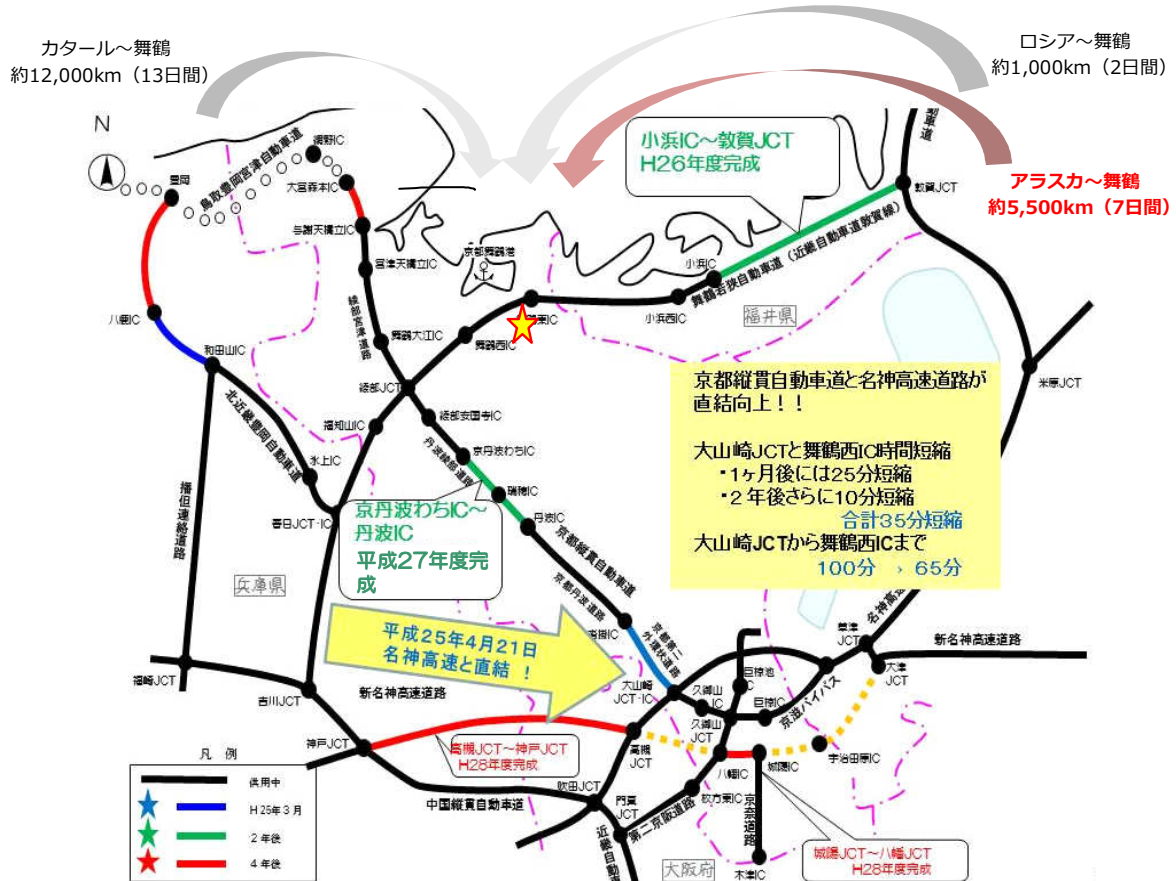 カタール～舞鶴
約12,000km（13日間）
ロシア～舞鶴
約1,000km（2日間）
アラスカ～舞鶴
約5,500km（7日間）
N
小浜IC～敦賀JCT
H26年度完成
網野IC
鳥取豊岡宮津自動車道
豊岡
大宮森本IC
敦賀JCT
動車道
与謝天橋立IC
京都舞鶴港
宮津天橋立IC
小浜IC
舞鶴若狭自動車道（近畿自動車道敦賀線）
八鹿IC
綾部宮津道路
舞鶴大江IC
東IC
小浜西IC
福井県
舞鶴西IC
和田山IC
京都縦貫自動車道と名神高速道路が
直結向上！！
米原JCT
綾部JCT
北近畿豊岡自動車道
福知山IC
綾部安国寺IC
大山崎JCTと舞鶴西IC時間短縮
・1ヶ月後には25分短縮
・2年後さらに10分短縮
合計35分短縮
大山崎JCTから舞鶴西ICまで
100分 → 65分
京丹波わちIC
丹波綾部道路
氷上IC
瑞穂IC
播但連絡道路
春日JCT・IC
京丹波わちIC～
丹波IC
平成27年度完
成
丹波IC
京都縦貫自動車道
兵庫県
京都丹波道路
名神高速
平成25年4月21日
名神高速と直結 ！
沓掛IC
京都第二
外環状道路
草津
JCT
新名神高速道路
大津
JCT
福崎JCT
吉川JCT
新名神高速道路
大山崎
JCT・IC
久御山
IC
巨椋池
IC
巨椋IC
京滋バイパス
久御山
JCT
神戸JCT
高槻JCT～神戸JCT
H28年度完成
高槻
JCT
八幡IC
城陽IC
宇治田原IC
凡 例
供用中
H 25年 3 月
2 年後
4 年後
吹田JCT
中国縦貫自動車道
門真
JCT
枚方東IC
第二京阪道路
京奈道路
近畿自動車道
大阪府
木津IC
城陽JCT～八幡JCT
H28年度完成